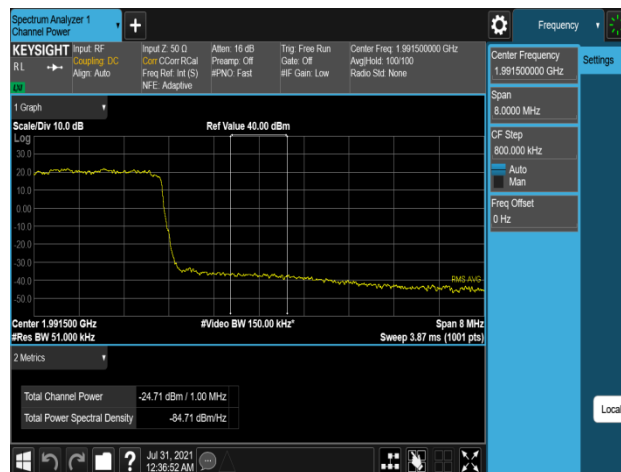 Spectrum Analyzer 1
Channel Power
Frequency
KEYSIGHT
RL
LXI
Input: RF
Coupling: DC
Align: Auto
Input Z: 50 Ω
Corr CCorr RCal
Freq Ref: Int (S)
NFE: Adaptive
Atten: 16 dB
Preamp: Off
#PNO: Fast
Trig: Free Run
Gate: Off
#IF Gain: Low
Center Freq: 1.991500000 GHz
Avg|Hold: 100/100
Radio Std: None
Center Frequency
1.991500000 GHz
Settings
Span
8.0000 MHz
CF Step
800.000 kHz
Auto
Man
Freq Offset
0 Hz
1 Graph
Scale/Div 10.0 dB
Ref Value 40.00 dBm
Log
30.0
20.0
10.0
0.00
-10.0
-20.0
-30.0
-40.0
-50.0
RMS AVG
Center 1.991500 GHz
#Video BW 150.00 kHz*
Span 8 MHz
#Res BW 51.000 kHz
Sweep 3.87 ms (1001 pts)
2 Metrics
Total Channel Power
-24.71 dBm / 1.00 MHz
Total Power Spectral Density
-84.71 dBm/Hz
Local
?
Jul 31, 2021
12:36:52 AM